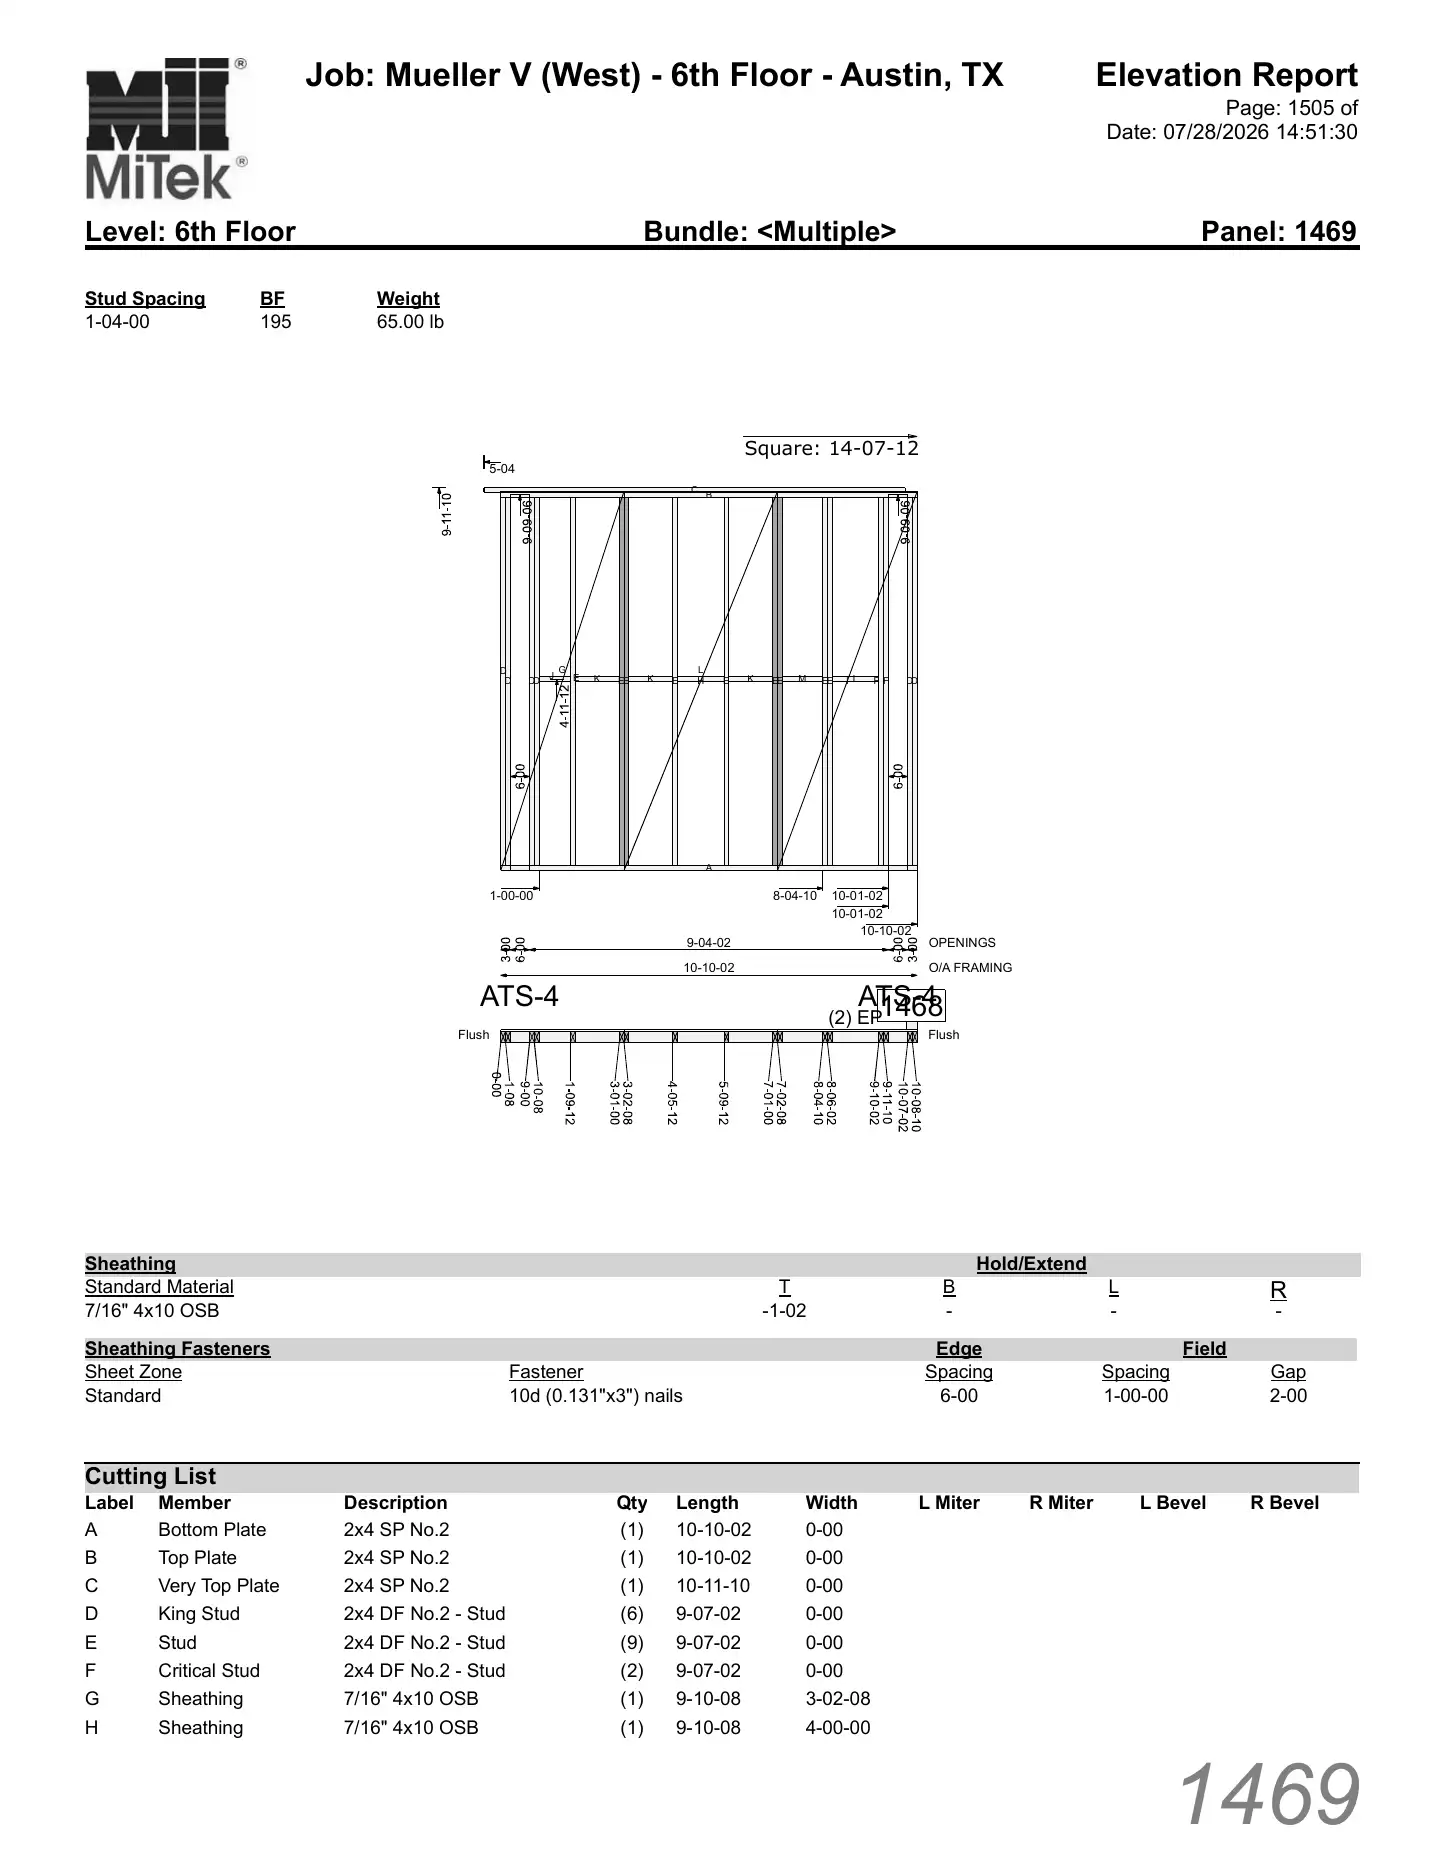 Job: Mueller V (West) - 6th Floor - Austin, TX
Elevation Report
Page: 1505 of
Date: 07/28/2026 14:51:30
MiTek®
Level: 6th Floor Bundle: <Multiple> Panel: 1469
Stud Spacing BF Weight
1-04-00 195 65.00 lb
Square: 14-07-12
5-04
9-11-10
C
B
9-09-06
9-09-06
D
G
L
D D J E K K E H K E M E I F F D D
4-11-12
6-00
6-00
A
1-00-00 8-04-10 10-01-02
10-01-02
10-10-02
3-00 6-00 9-04-02 6-00 3-00 OPENINGS
10-10-02 O/A FRAMING
ATS-4 ATS-4
(2) EP 1468
Flush Flush
0-00 1-08 9-00 10-08 1-09-12 3-01-00 3-02-08 4-05-12 5-09-12 7-01-00 7-02-08 8-04-10 8-06-02 9-10-02 9-11-10 10-07-02 10-08-10
Sheathing Hold/Extend
Standard Material T B L R
7/16" 4x10 OSB -1-02 - - -
Sheathing Fasteners Edge Field
Sheet Zone Fastener Spacing Spacing Gap
Standard 10d (0.131"x3") nails 6-00 1-00-00 2-00
Cutting List
Label Member Description Qty Length Width L Miter R Miter L Bevel R Bevel
A Bottom Plate 2x4 SP No.2 (1) 10-10-02 0-00
B Top Plate 2x4 SP No.2 (1) 10-10-02 0-00
C Very Top Plate 2x4 SP No.2 (1) 10-11-10 0-00
D King Stud 2x4 DF No.2 - Stud (6) 9-07-02 0-00
E Stud 2x4 DF No.2 - Stud (9) 9-07-02 0-00
F Critical Stud 2x4 DF No.2 - Stud (2) 9-07-02 0-00
G Sheathing 7/16" 4x10 OSB (1) 9-10-08 3-02-08
H Sheathing 7/16" 4x10 OSB (1) 9-10-08 4-00-00
1469